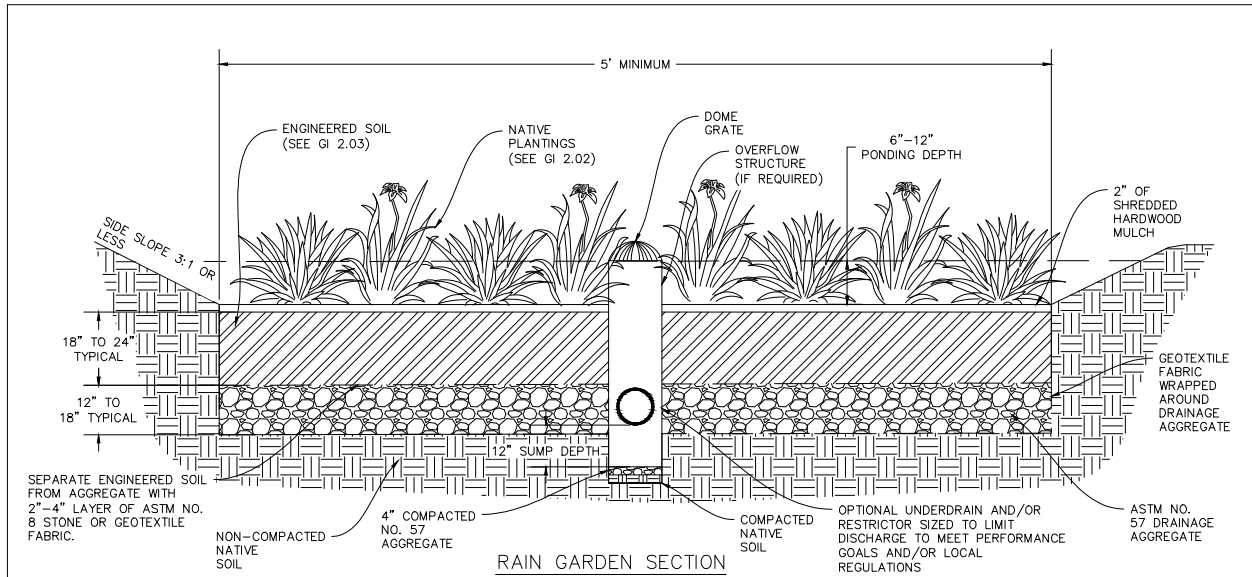 5' MINIMUM
ENGINEERED SOIL
(SEE GI 2.03)
NATIVE
PLANTINGS
(SEE GI 2.02)
DOME
GRATE
OVERFLOW
STRUCTURE
(IF REQUIRED)
6"-12"
PONDING DEPTH
2" OF
SHREDDED
HARDWOOD
MULCH
SIDE SLOPE 3:1 OR
LESS
18" TO 24"
TYPICAL
12" TO
18" TYPICAL
GEOTEXTILE
FABRIC
WRAPPED
AROUND
DRAINAGE
AGGREGATE
12" SUMP DEPTH
SEPARATE ENGINEERED SOIL
FROM AGGREGATE WITH
2"-4" LAYER OF ASTM NO.
8 STONE OR GEOTEXTILE
FABRIC.
NON-COMPACTED
NATIVE
SOIL
4" COMPACTED
NO. 57
AGGREGATE
COMPACTED
NATIVE
SOIL
OPTIONAL UNDERDRAIN AND/OR
RESTRICTOR SIZED TO LIMIT
DISCHARGE TO MEET PERFORMANCE
GOALS AND/OR LOCAL
REGULATIONS
ASTM NO.
57 DRAINAGE
AGGREGATE
RAIN GARDEN SECTION